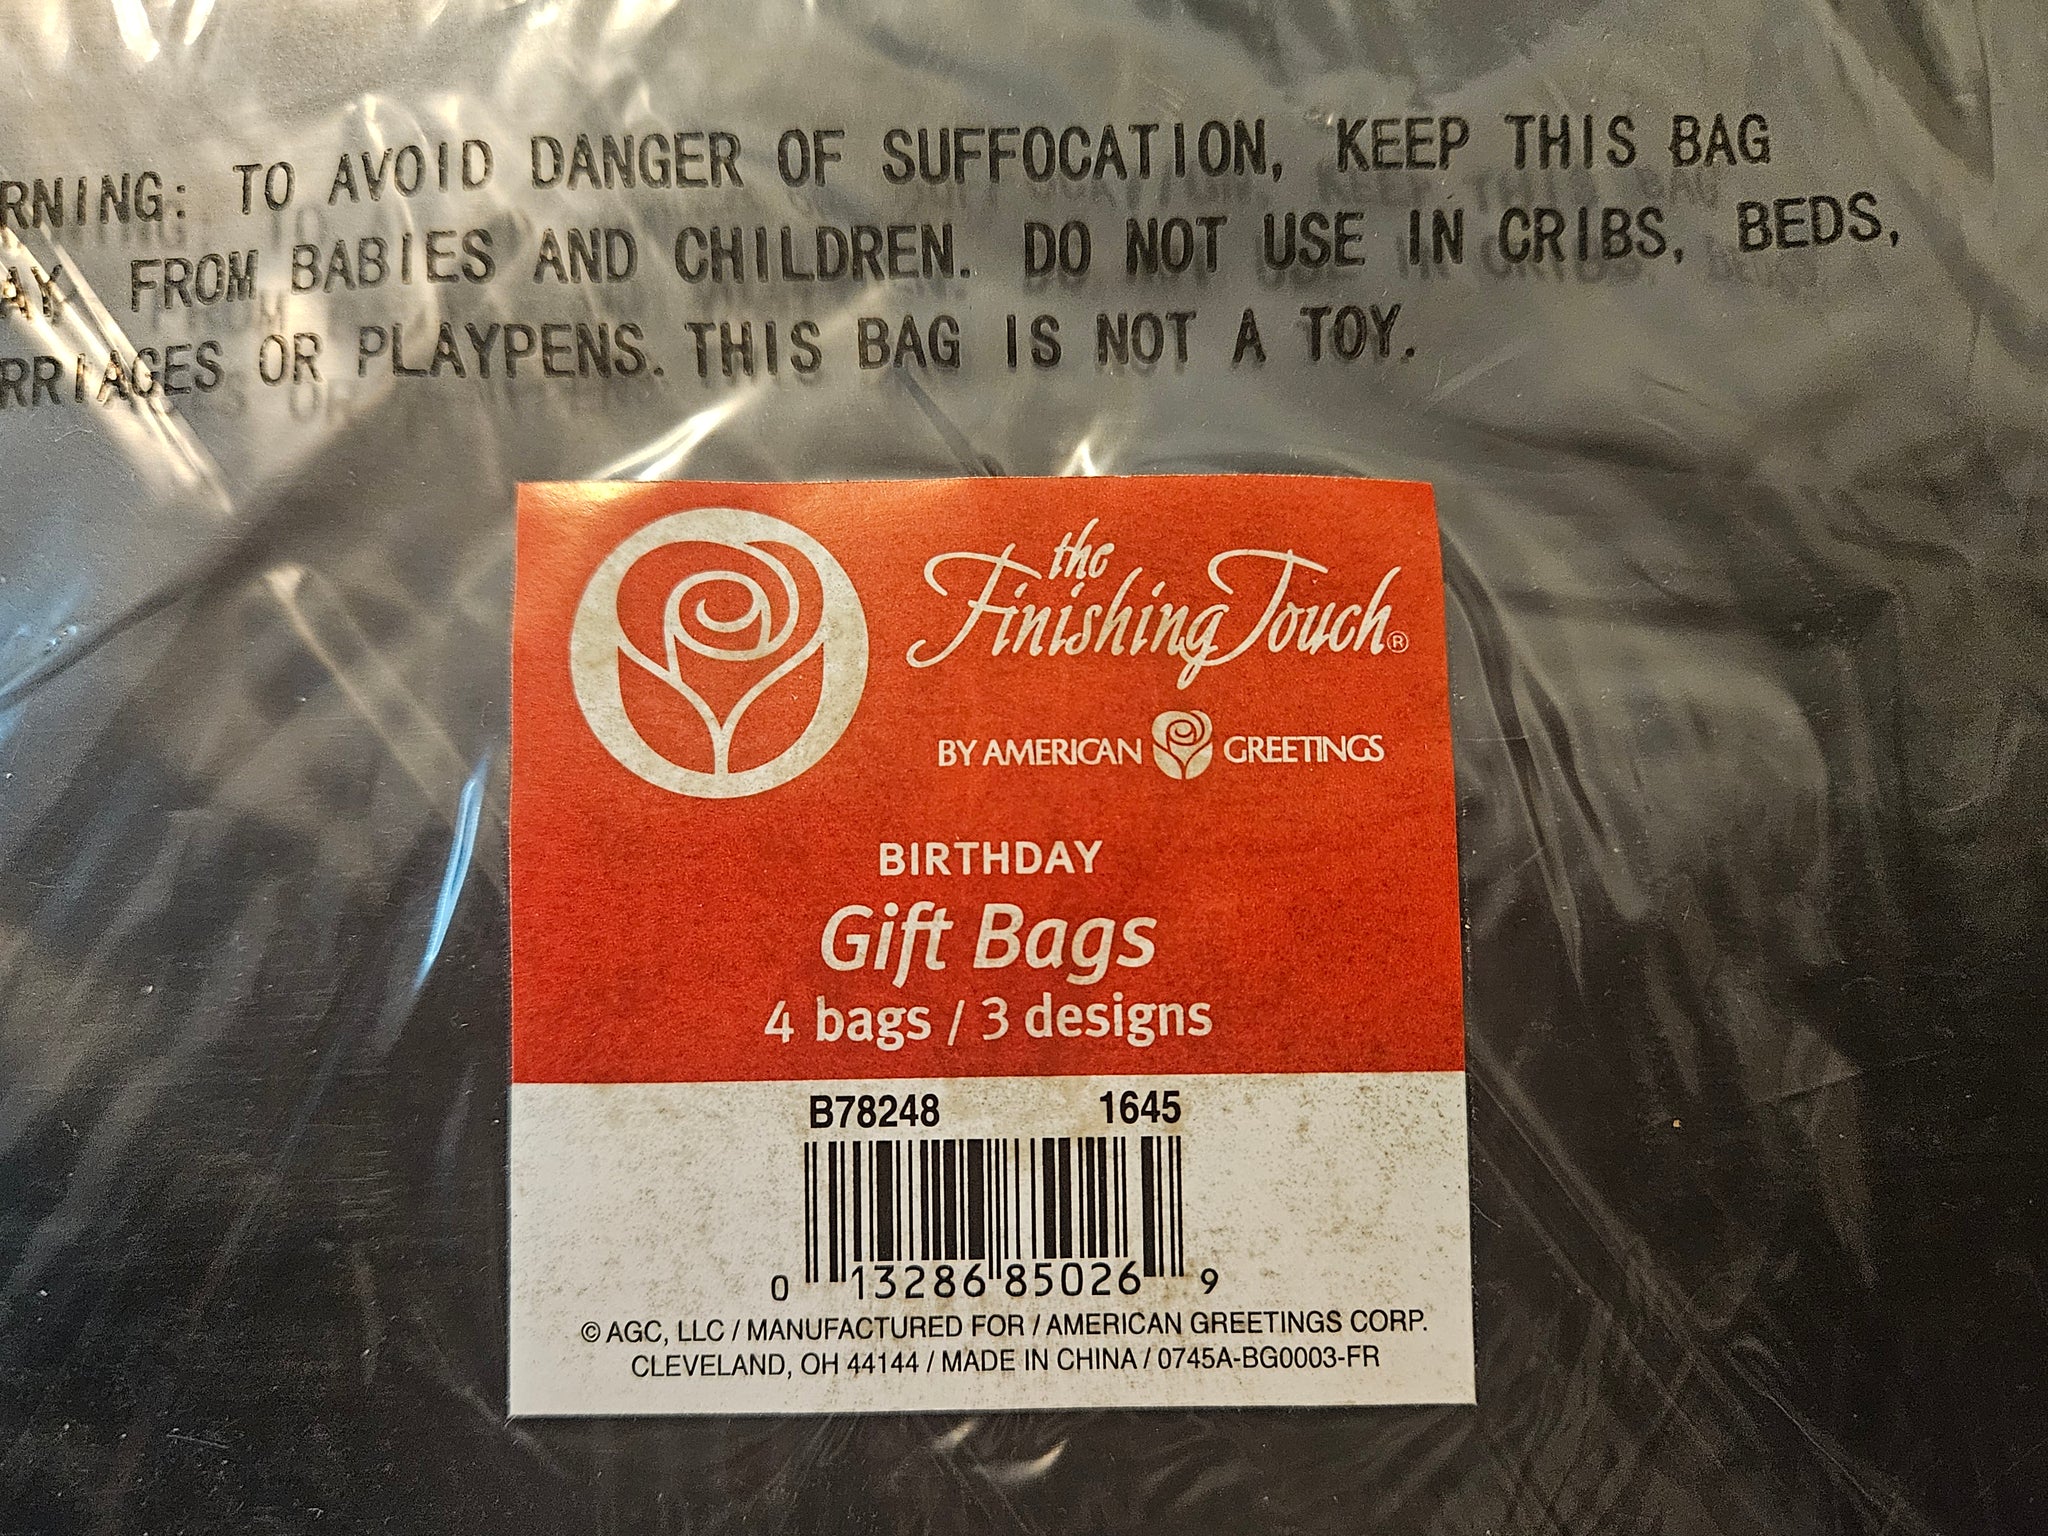 RNING: TO AVOID DANGER OF SUFFOCATION, KEEP THIS BAG
AY FROM BABIES AND CHILDREN. DO NOT USE IN CRIBS, BEDS,
RRIAGES OR PLAYPENS. THIS BAG IS NOT A TOY.
the
Finishing Touch®
BY AMERICAN GREETINGS
BIRTHDAY
Gift Bags
4 bags / 3 designs
B78248 1645
0 13286 85026 9
© AGC, LLC / MANUFACTURED FOR / AMERICAN GREETINGS CORP.
CLEVELAND, OH 44144 / MADE IN CHINA / 0745A-BG0003-FR